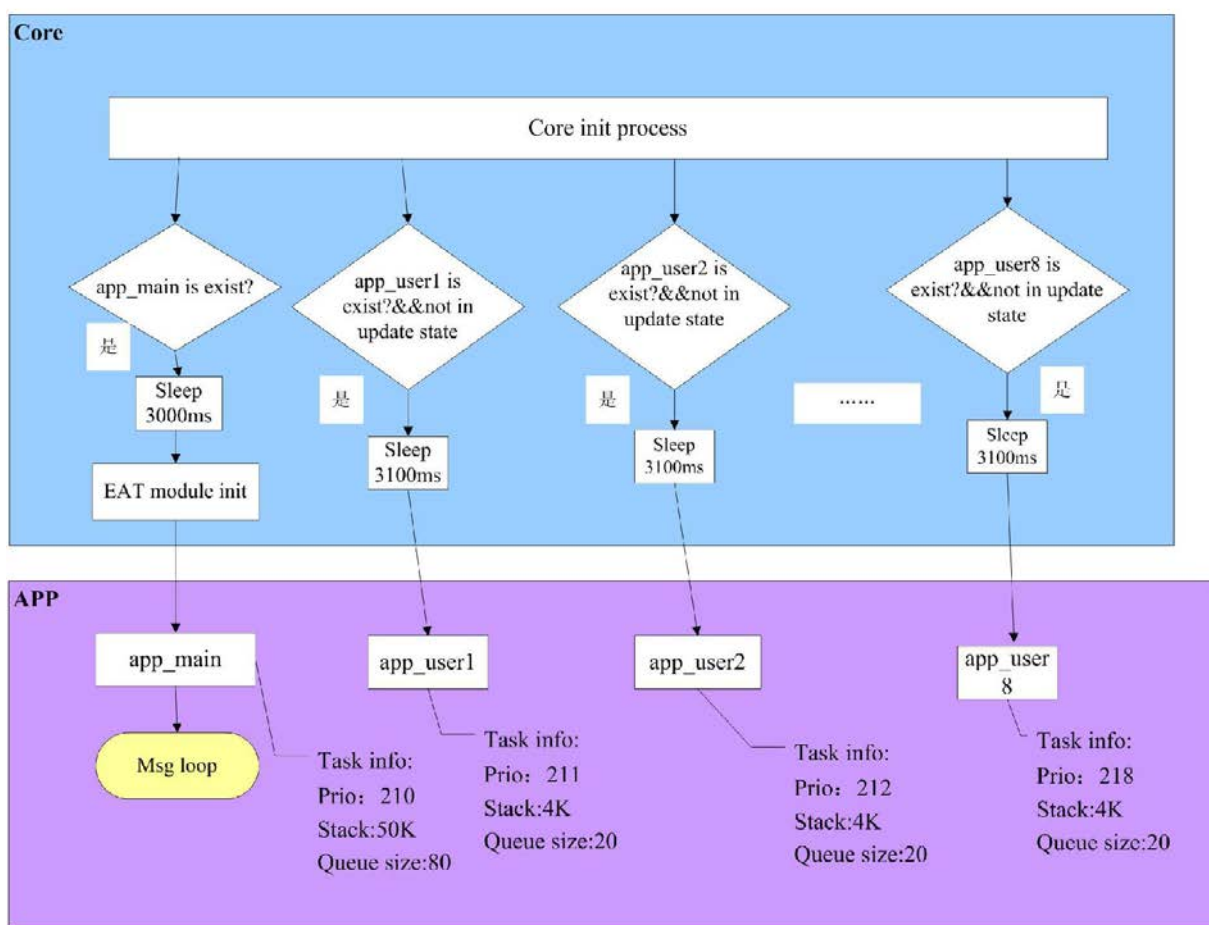 Core
Core init process
app_main is exist?
app_user1 is
exist?&&not in
update state
app_user2 is
exist?&&not in
update state
app_user8 is
exist?&&not in update
state
是
是
是
……
是
Sleep
3000ms
Sleep
3100ms
Sleep
3100ms
Sleep
3100ms
EAT module init
APP
app_main
app_user1
app_user2
app_user
8
Msg loop
Task info:
Prio：210
Stack:50K
Queue size:80
Task info:
Prio：211
Stack:4K
Queue size:20
Task info:
Prio：212
Stack:4K
Queue size:20
Task info:
Prio：218
Stack:4K
Queue size:20